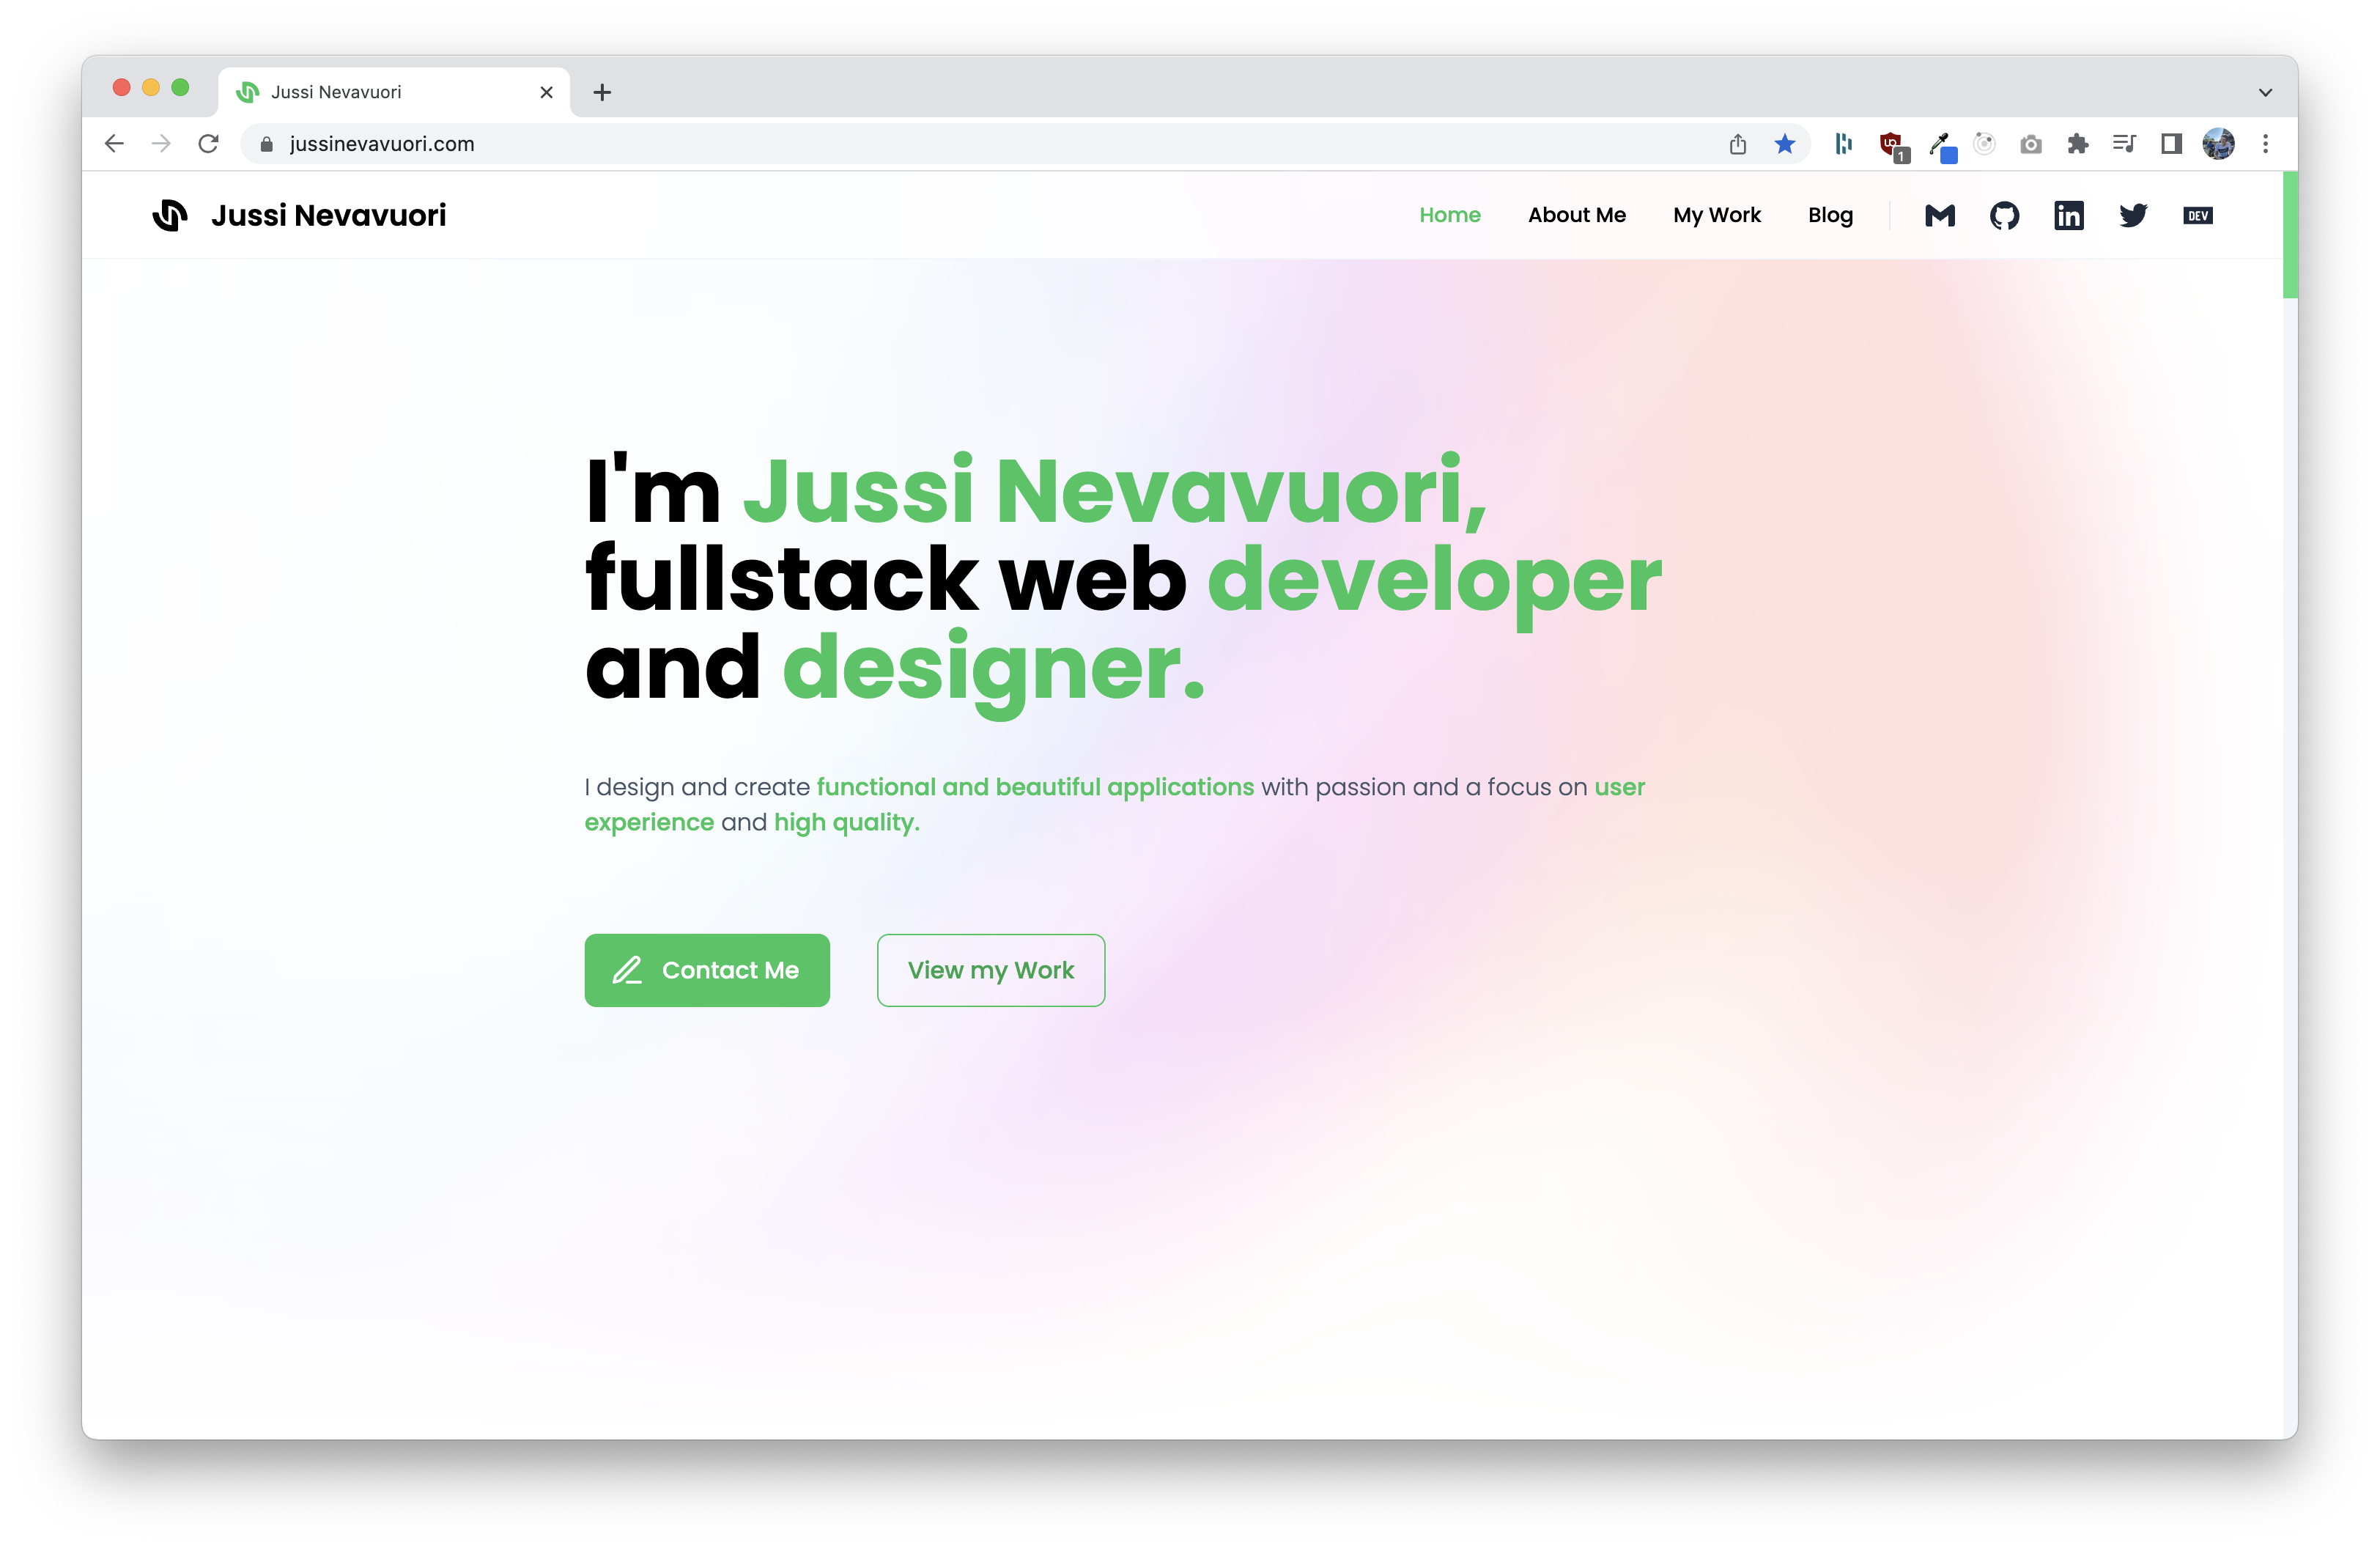 Jussi Nevavuori
jussinevavuori.com
1
Jussi Nevavuori
Home
About Me
My Work
Blog
in
DEV
I'm Jussi Nevavuori,
fullstack web developer
and designer.
I design and create functional and beautiful applications with passion and a focus on user
experience and high quality.
Contact Me
View my Work